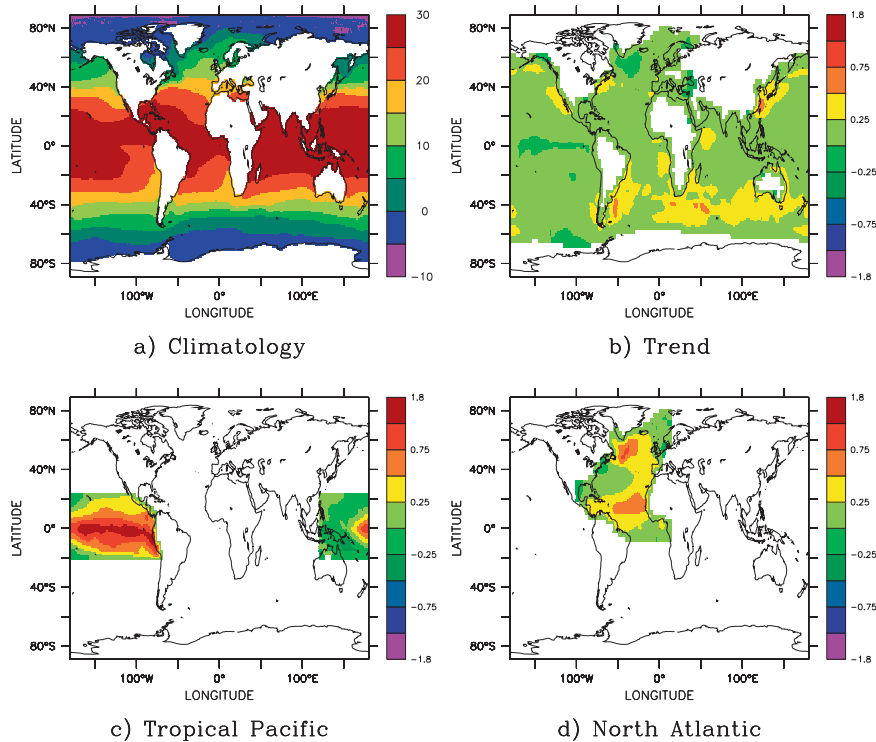 80°N
40°N
0°
40°S
80°S
LATITUDE
100°W 0° 100°E
LONGITUDE
30
20
10
0
-10
a) Climatology
80°N
40°N
0°
40°S
80°S
LATITUDE
100°W 0° 100°E
LONGITUDE
1.8
0.75
0.25
-0.25
-0.75
-1.8
b) Trend
80°N
40°N
0°
40°S
80°S
LATITUDE
100°W 0° 100°E
LONGITUDE
1.8
0.75
0.25
-0.25
-0.75
-1.8
c) Tropical Pacific
80°N
40°N
0°
40°S
80°S
LATITUDE
100°W 0° 100°E
LONGITUDE
1.8
0.75
0.25
-0.25
-0.75
-1.8
d) North Atlantic